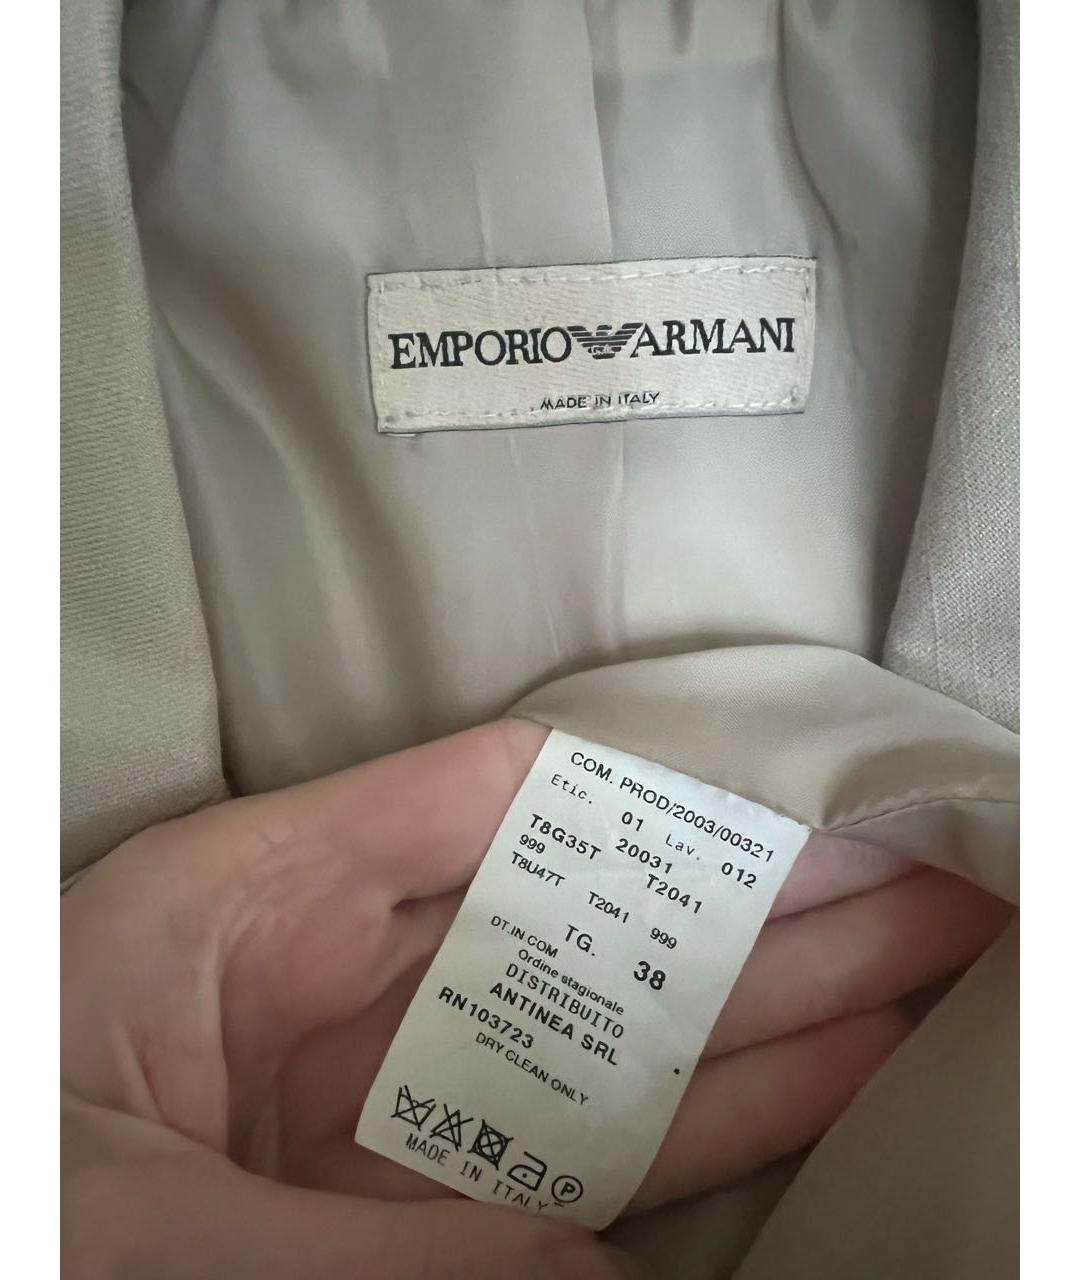 EMPORIO ARMANI
MADE IN ITALY
COM. PROD/2003/00321
Etic. 01 Lav. 012
T8G35T 20031 T2041
999
T8U47T T2041 999
TG. 38
DT.IN.COM
Ordine stagionale
DISTRIBUITO
ANTINEA SRL
RN103723
DRY CLEAN ONLY
P
MADE IN ITALY